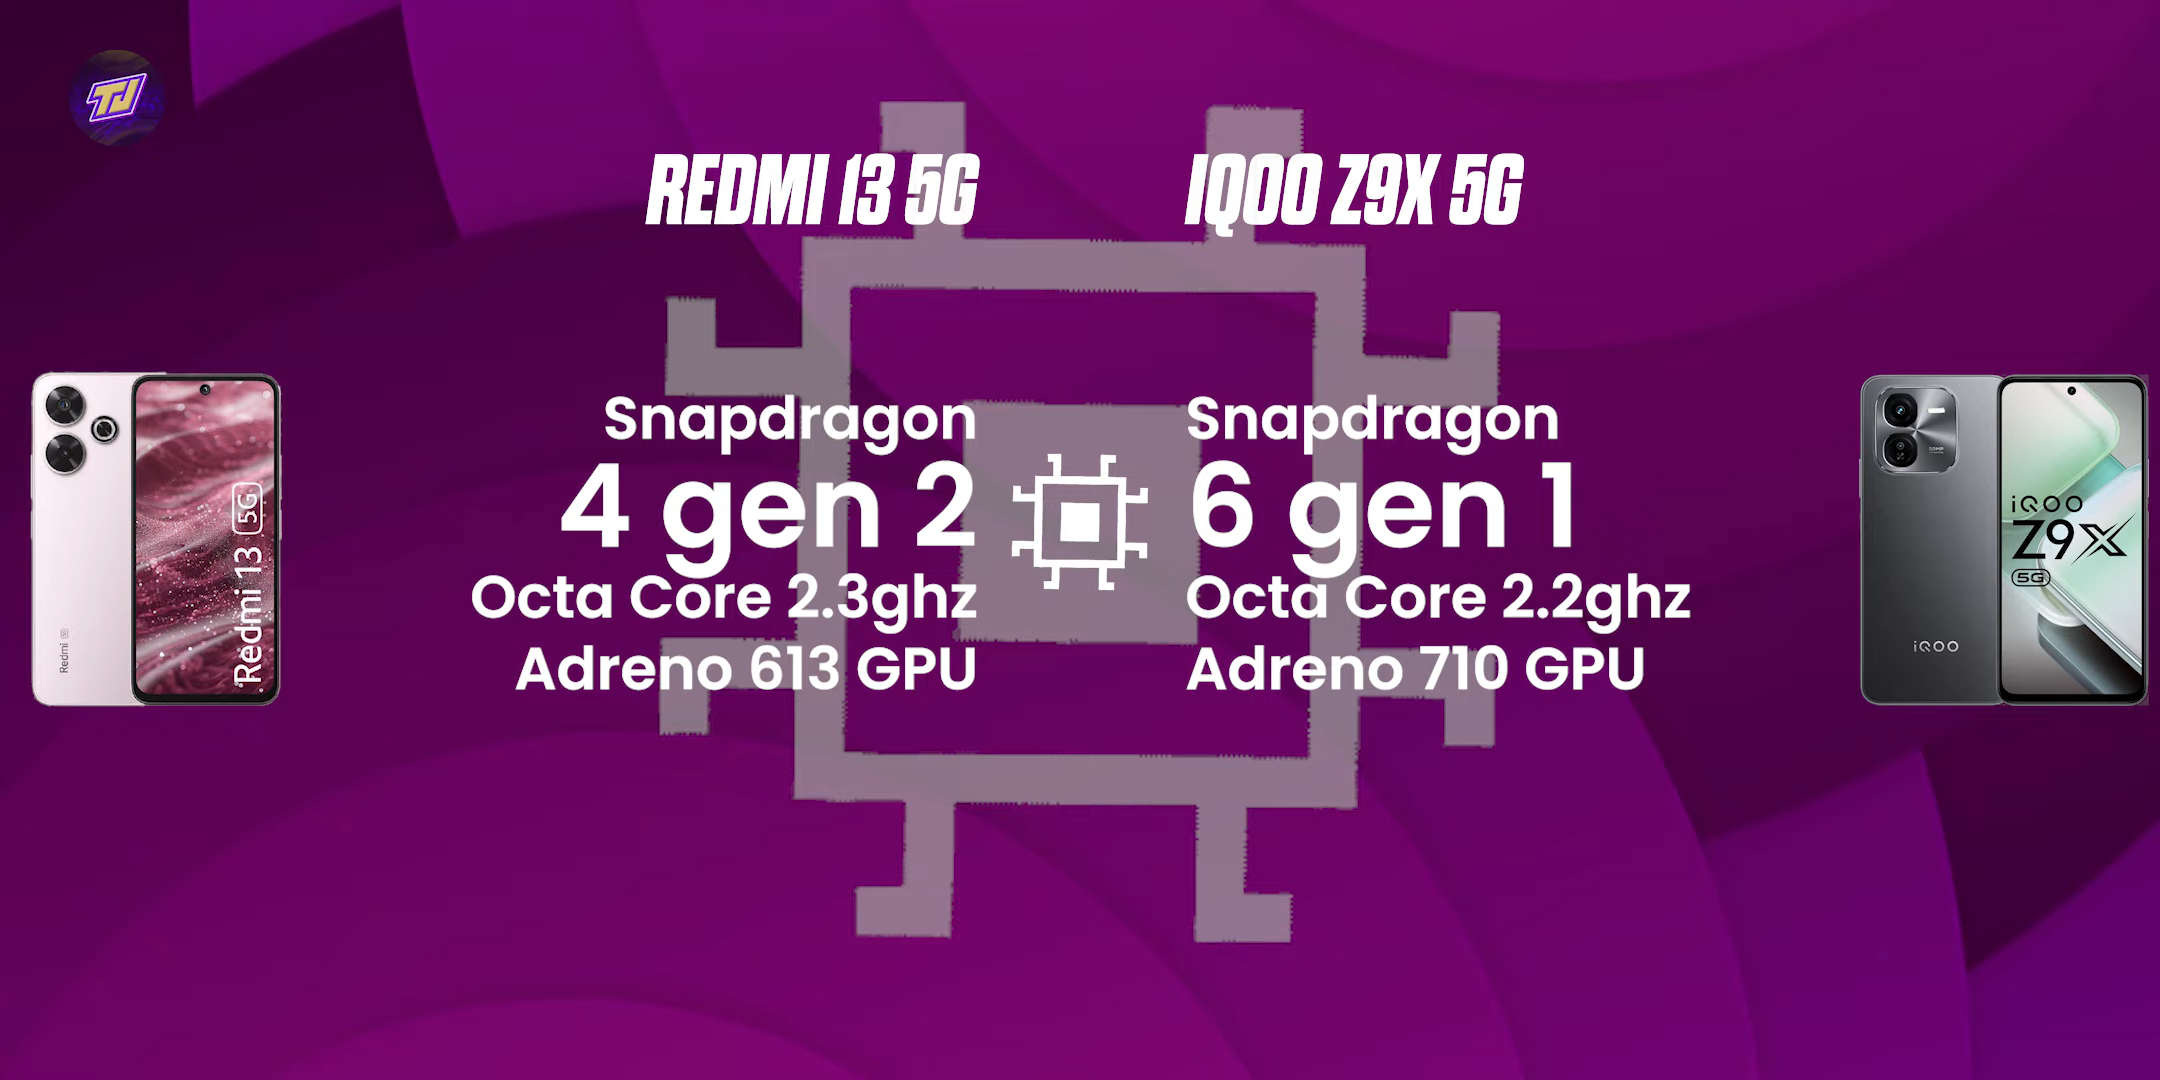 TJ
REDMI 13 5G
IQOO Z9X 5G
Snapdragon
4 gen 2
Octa Core 2.3ghz
Adreno 613 GPU
Snapdragon
6 gen 1
Octa Core 2.2ghz
Adreno 710 GPU
Redmi 13 5G
Redmi
iQOO
Z9X
5G
iQOO